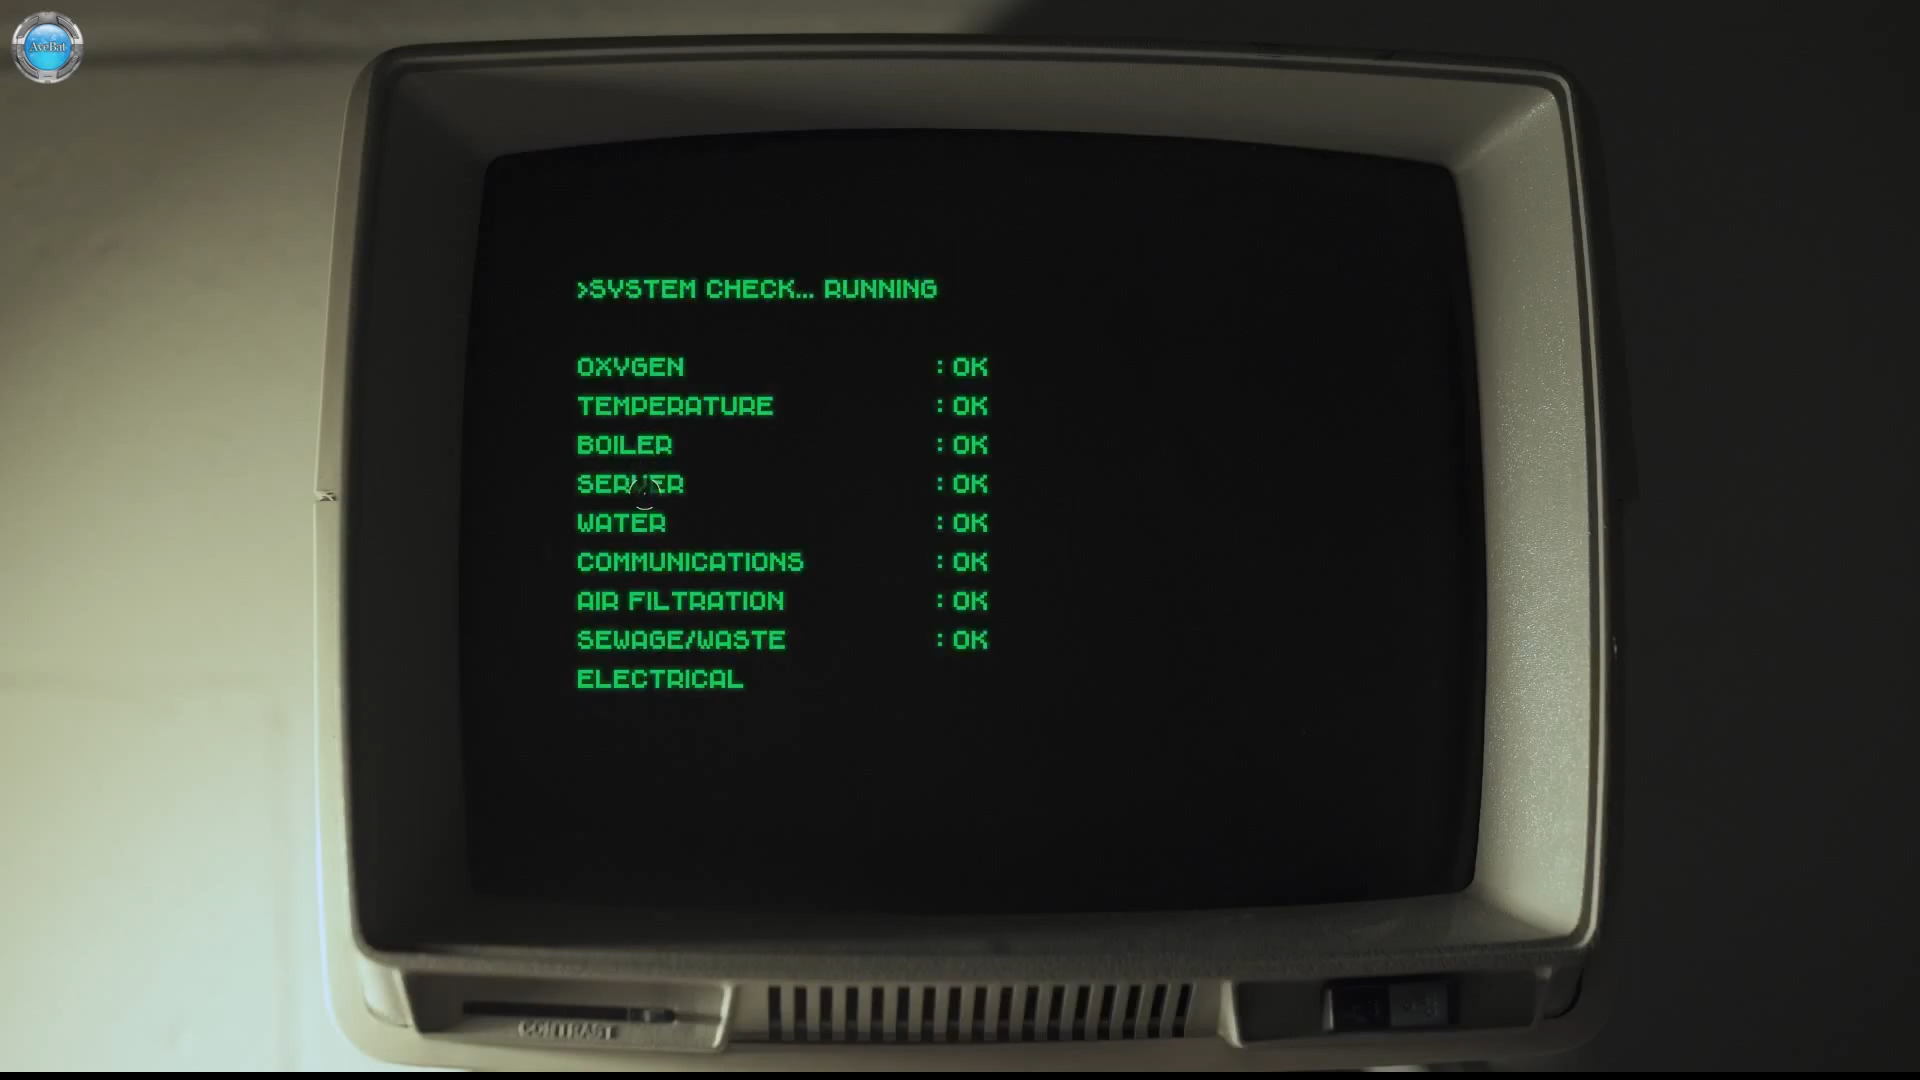 AveBat
>SYSTEM CHECK... RUNNING
OXYGEN : OK
TEMPERATURE : OK
BOILER : OK
SERVER : OK
WATER : OK
COMMUNICATIONS : OK
AIR FILTRATION : OK
SEWAGE/WASTE : OK
ELECTRICAL
CONTRAST